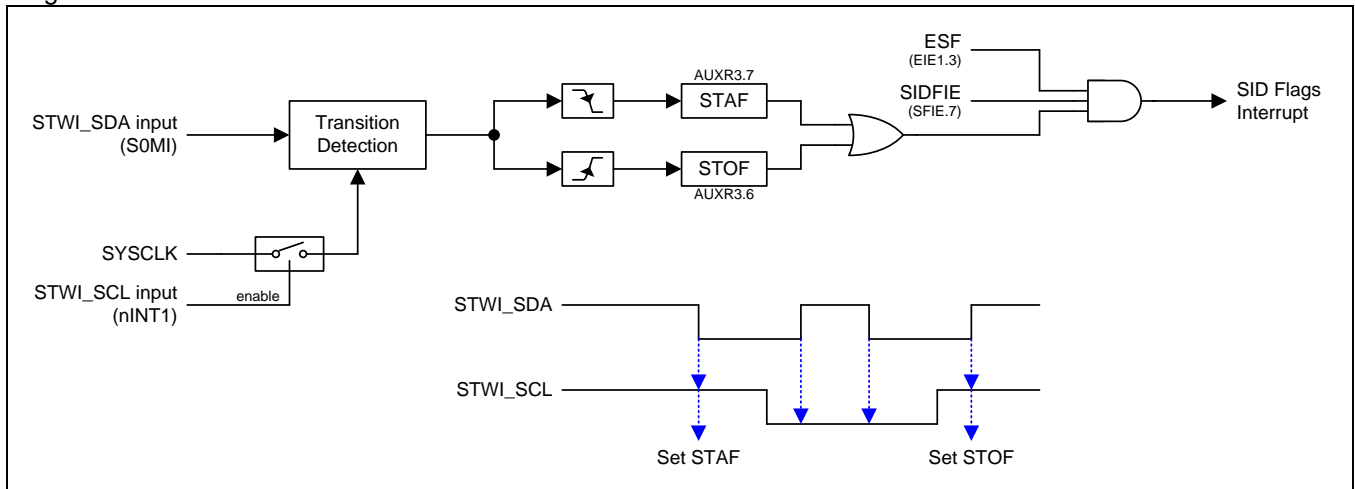 ESF
(EIE1.3)
AUXR3.7
SIDFIE
(SFIE.7)
SID Flags
Interrupt
STAF
STWI_SDA input
(S0MI)
Transition
Detection
STOF
AUXR3.6
SYSCLK
STWI_SCL input
(nINT1)
enable
STWI_SDA
STWI_SCL
Set STAF
Set STOF